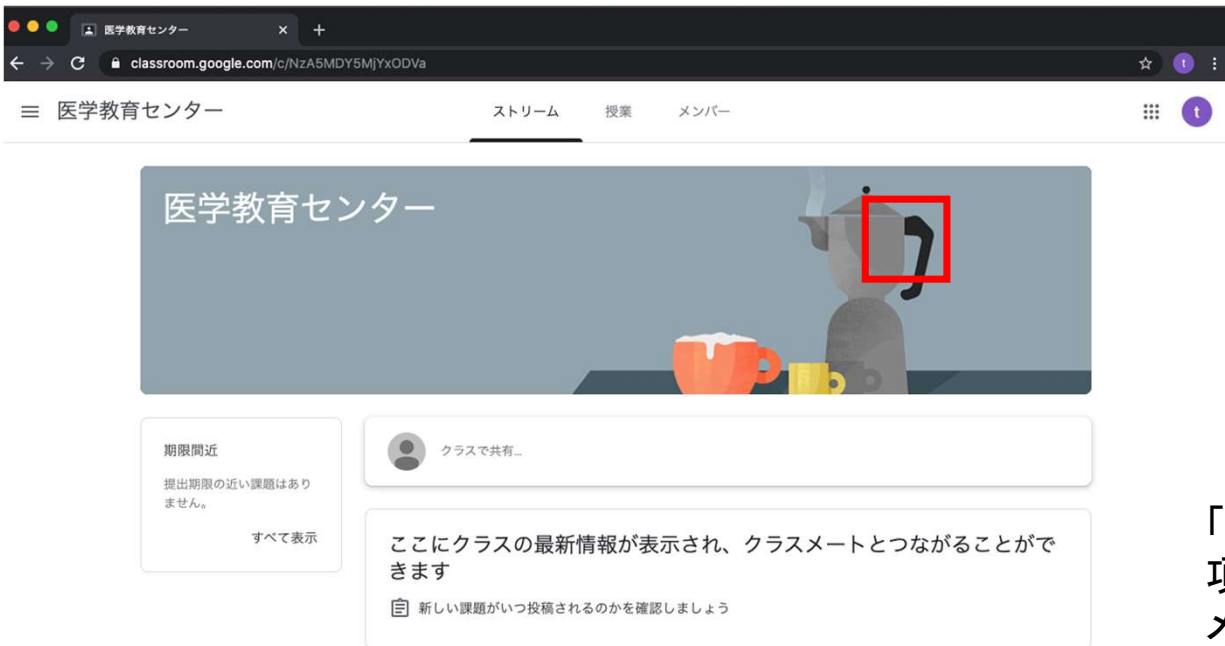 医学教育センター
classroom.google.com/c/NzA5MDY5MjYxODVa
t
医学教育センター
ストリーム 授業 メンバー
t
医学教育センター
期限間近
提出期限の近い課題はあり
ません。
すべて表示
クラスで共有...
ここにクラスの最新情報が表示され、クラスメートとつながることがで
きます
新しい課題がいつ投稿されるのかを確認しましょう
「
項
メ